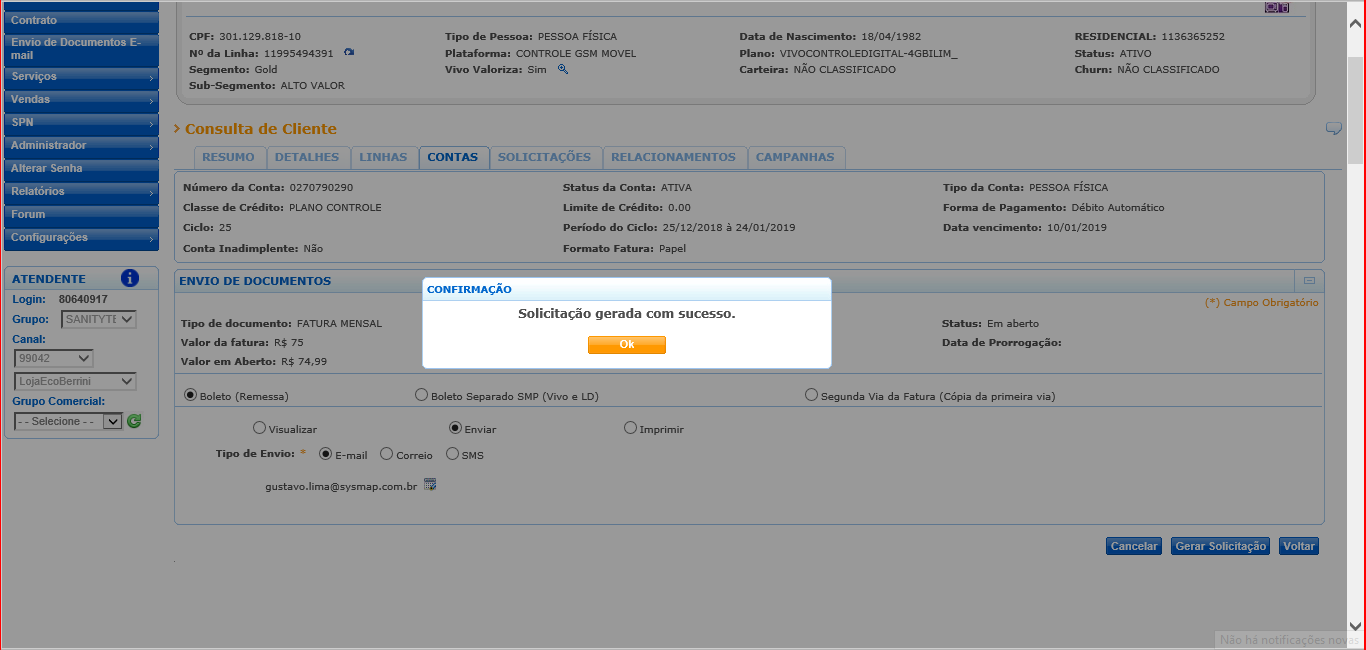 Contrato
Envio de Documentos E-
mail
Serviços
Vendas
SPN
Administrador
Alterar Senha
Relatórios
Forum
Configurações
ATENDENTE
Login: 80640917
Grupo: SANITYTE
Canal:
99042
LojaEcoBerrini
Grupo Comercial:
- - Selecione - -
CPF: 301.129.818-10 Tipo de Pessoa: PESSOA FÍSICA Data de Nascimento: 18/04/1982 RESIDENCIAL: 1136365252
Nº da Linha: 11995494391 Plataforma: CONTROLE GSM MOVEL Plano: VIVOCONTROLEDIGITAL-4GBILIM_ Status: ATIVO
Segmento: Gold Vivo Valoriza: Sim Carteira: NÃO CLASSIFICADO Churn: NÃO CLASSIFICADO
Sub-Segmento: ALTO VALOR
Consulta de Cliente
RESUMO DETALHES LINHAS CONTAS SOLICITAÇÕES RELACIONAMENTOS CAMPANHAS
Número da Conta: 0270790290 Status da Conta: ATIVA Tipo da Conta: PESSOA FÍSICA
Classe de Crédito: PLANO CONTROLE Limite de Crédito: 0.00 Forma de Pagamento: Débito Automático
Ciclo: 25 Período do Ciclo: 25/12/2018 à 24/01/2019 Data vencimento: 10/01/2019
Conta Inadimplente: Não Formato Fatura: Papel
ENVIO DE DOCUMENTOS
(*) Campo Obrigatório
Tipo de documento: FATURA MENSAL Status: Em aberto
Valor da fatura: R$ 75 Data de Prorrogação:
Valor em Aberto: R$ 74,99
CONFIRMAÇÃO
Solicitação gerada com sucesso.
Ok
Boleto (Remessa) Boleto Separado SMP (Vivo e LD) Segunda Via da Fatura (Cópia da primeira via)
Visualizar Enviar Imprimir
Tipo de Envio: * E-mail Correio SMS
gustavo.lima@sysmap.com.br
Cancelar Gerar Solicitação Voltar
Não há notificações novas